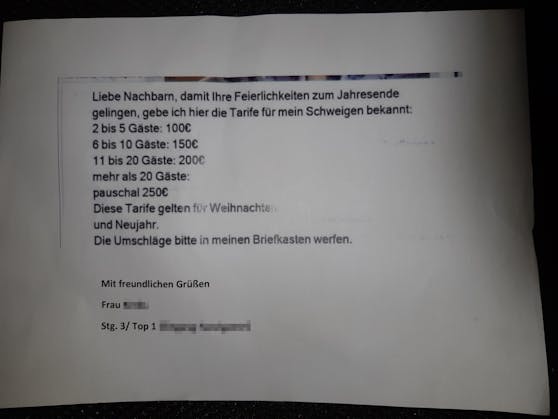 Liebe Nachbarn, damit Ihre Feierlichkeiten zum Jahresende
gelingen, gebe ich hier die Tarife für mein Schweigen bekannt:
2 bis 5 Gäste: 100€
6 bis 10 Gäste: 150€
11 bis 20 Gäste: 200€
mehr als 20 Gäste:
pauschal 250€
Diese Tarife gelten für Weihnachten
und Neujahr.
Die Umschläge bitte in meinen Briefkasten werfen.
Mit freundlichen Grüßen
Frau
Stg. 3/ Top 1